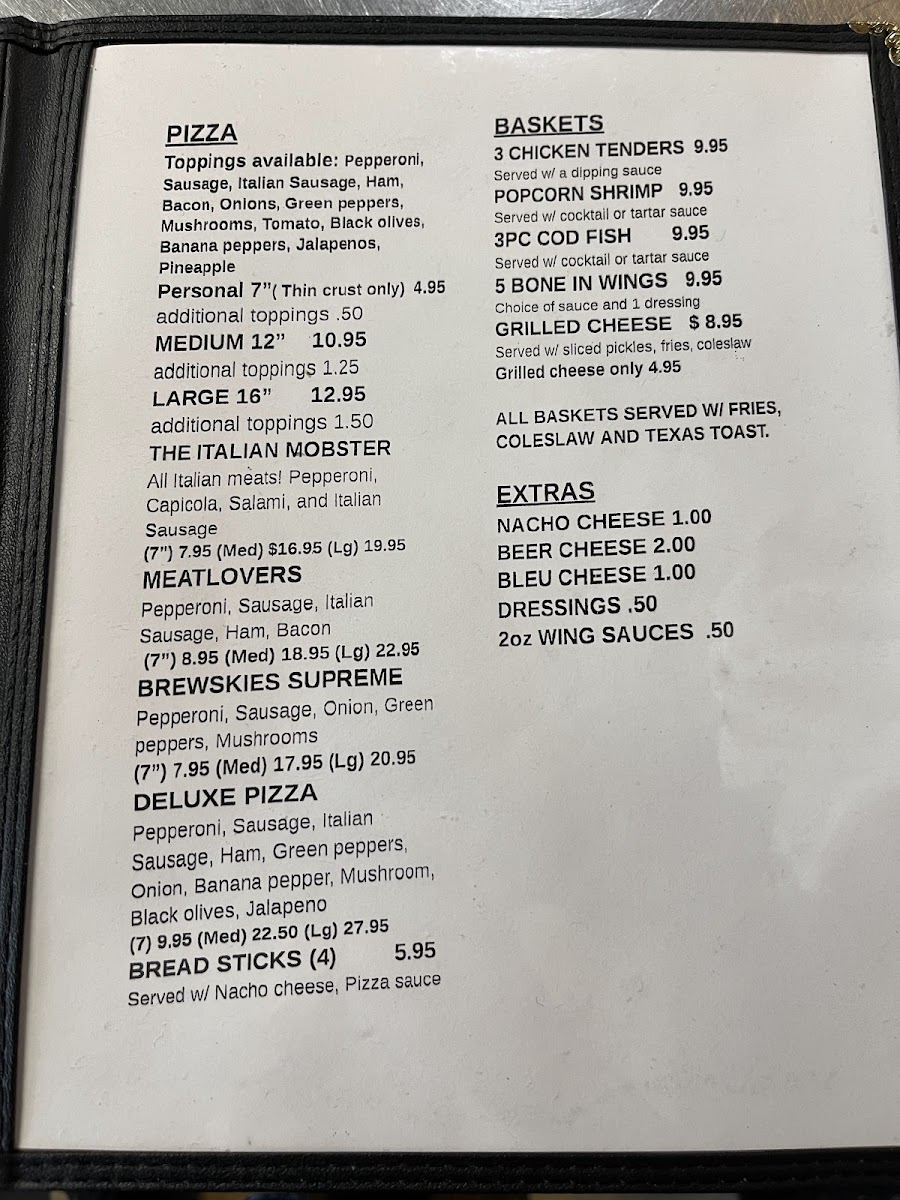 PIZZA
Toppings available: Pepperoni,
Sausage, Italian Sausage, Ham,
Bacon, Onions, Green peppers,
Mushrooms, Tomato, Black olives,
Banana peppers, Jalapenos,
Pineapple
Personal 7”( Thin crust only) 4.95
additional toppings .50
MEDIUM 12” 10.95
additional toppings 1.25
LARGE 16” 12.95
additional toppings 1.50
THE ITALIAN MOBSTER
All Italian meats! Pepperoni,
Capicola, Salami, and Italian
Sausage
(7") 7.95 (Med) $16.95 (Lg) 19.95
MEATLOVERS
Pepperoni, Sausage, Italian
Sausage, Ham, Bacon
(7") 8.95 (Med) 18.95 (Lg) 22.95
BREWSKIES SUPREME
Pepperoni, Sausage, Onion, Green
peppers, Mushrooms
(7”) 7.95 (Med) 17.95 (Lg) 20.95
DELUXE PIZZA
Pepperoni, Sausage, Italian
Sausage, Ham, Green peppers,
Onion, Banana pepper, Mushroom,
Black olives, Jalapeno
(7) 9.95 (Med) 22.50 (Lg) 27.95
BREAD STICKS (4) 5.95
Served w/ Nacho cheese, Pizza sauce
BASKETS
3 CHICKEN TENDERS 9.95
Served w/ a dipping sauce
POPCORN SHRIMP 9.95
Served w/ cocktail or tartar sauce
3PC COD FISH 9.95
Served w/ cocktail or tartar sauce
5 BONE IN WINGS 9.95
Choice of sauce and 1 dressing
GRILLED CHEESE $ 8.95
Served w/ sliced pickles, fries, coleslaw
Grilled cheese only 4.95
ALL BASKETS SERVED W/ FRIES,
COLESLAW AND TEXAS TOAST.
EXTRAS
NACHO CHEESE 1.00
BEER CHEESE 2.00
BLEU CHEESE 1.00
DRESSINGS .50
2oz WING SAUCES .50